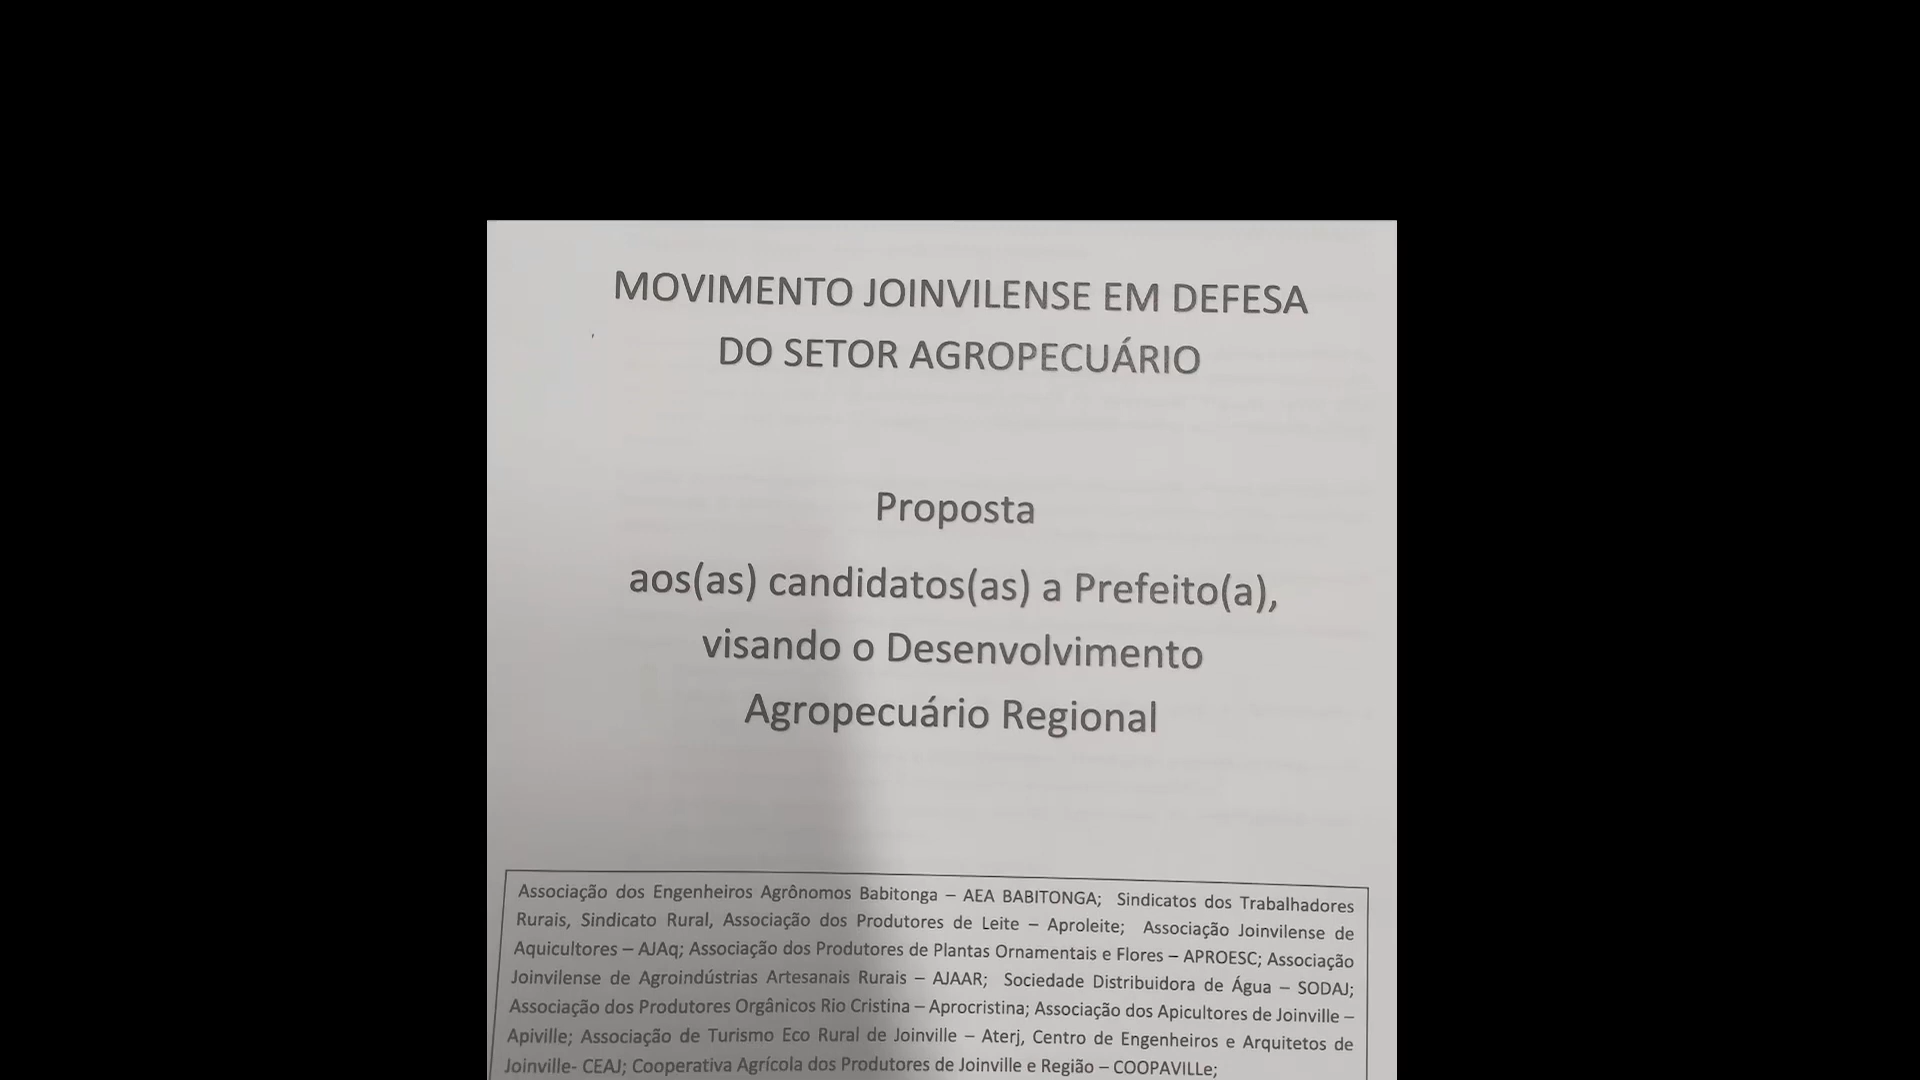 MOVIMENTO JOINVILENSE EM DEFESA
DO SETOR AGROPECUÁRIO
Proposta
aos(as) candidatos(as) a Prefeito(a),
visando o Desenvolvimento
Agropecuário Regional
Associação dos Engenheiros Agrônomos Babitonga – AEA BABITONGA; Sindicatos dos Trabalhadores
Rurais, Sindicato Rural, Associação dos Produtores de Leite – Aproleite; Associação Joinvilense de
Aquicultores – AJAq; Associação dos Produtores de Plantas Ornamentais e Flores – APROESC; Associação
Joinvilense de Agroindústrias Artesanais Rurais – AJAAR; Sociedade Distribuidora de Água – SODAJ;
Associação dos Produtores Orgânicos Rio Cristina – Aprocristina; Associação dos Apicultores de Joinville –
Apiville; Associação de Turismo Eco Rural de Joinville – Aterj, Centro de Engenheiros e Arquitetos de
Joinville- CEAJ; Cooperativa Agrícola dos Produtores de Joinville e Região – COOPAVILLe;